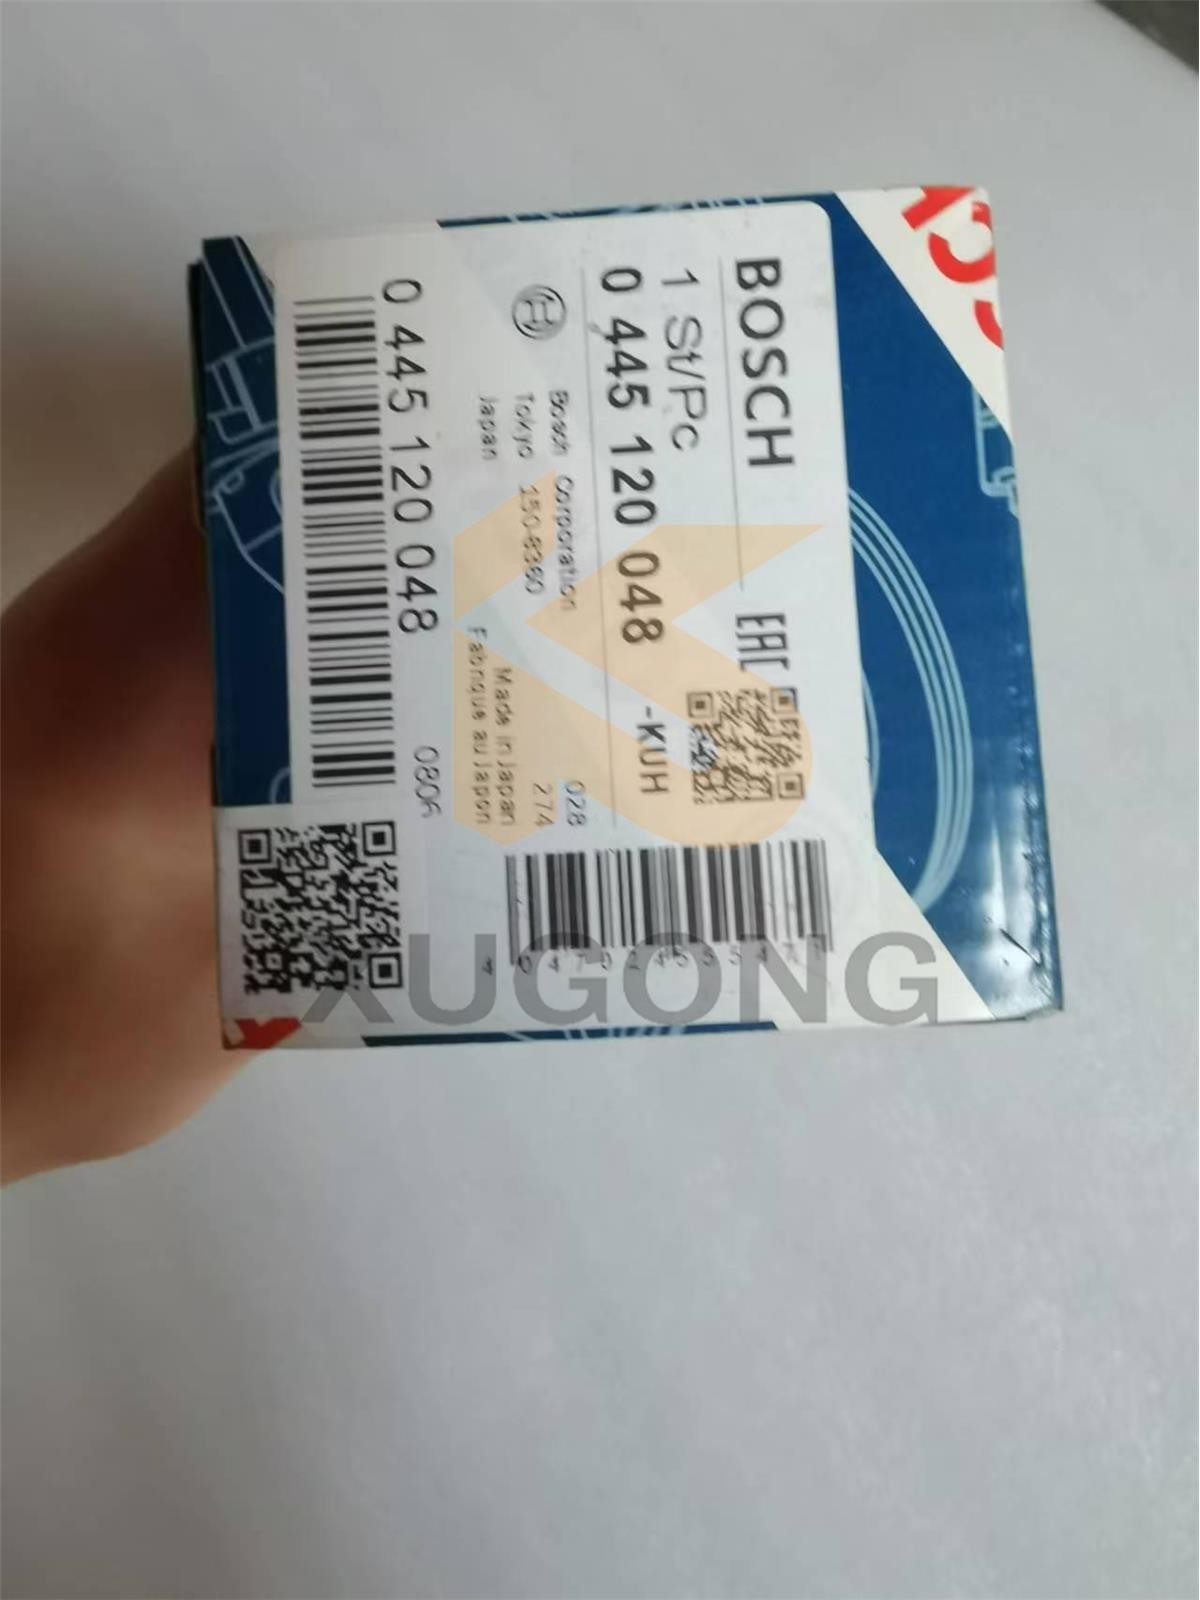 BOSCH
EAC
1 St/Pc
0 445 120 048
-KUH
Bosch Corporation
Tokyo 150-8360
Japan
028
274
Made in Japan
Fabriqué au Japon
0 445 120 048
0806
XUGONG